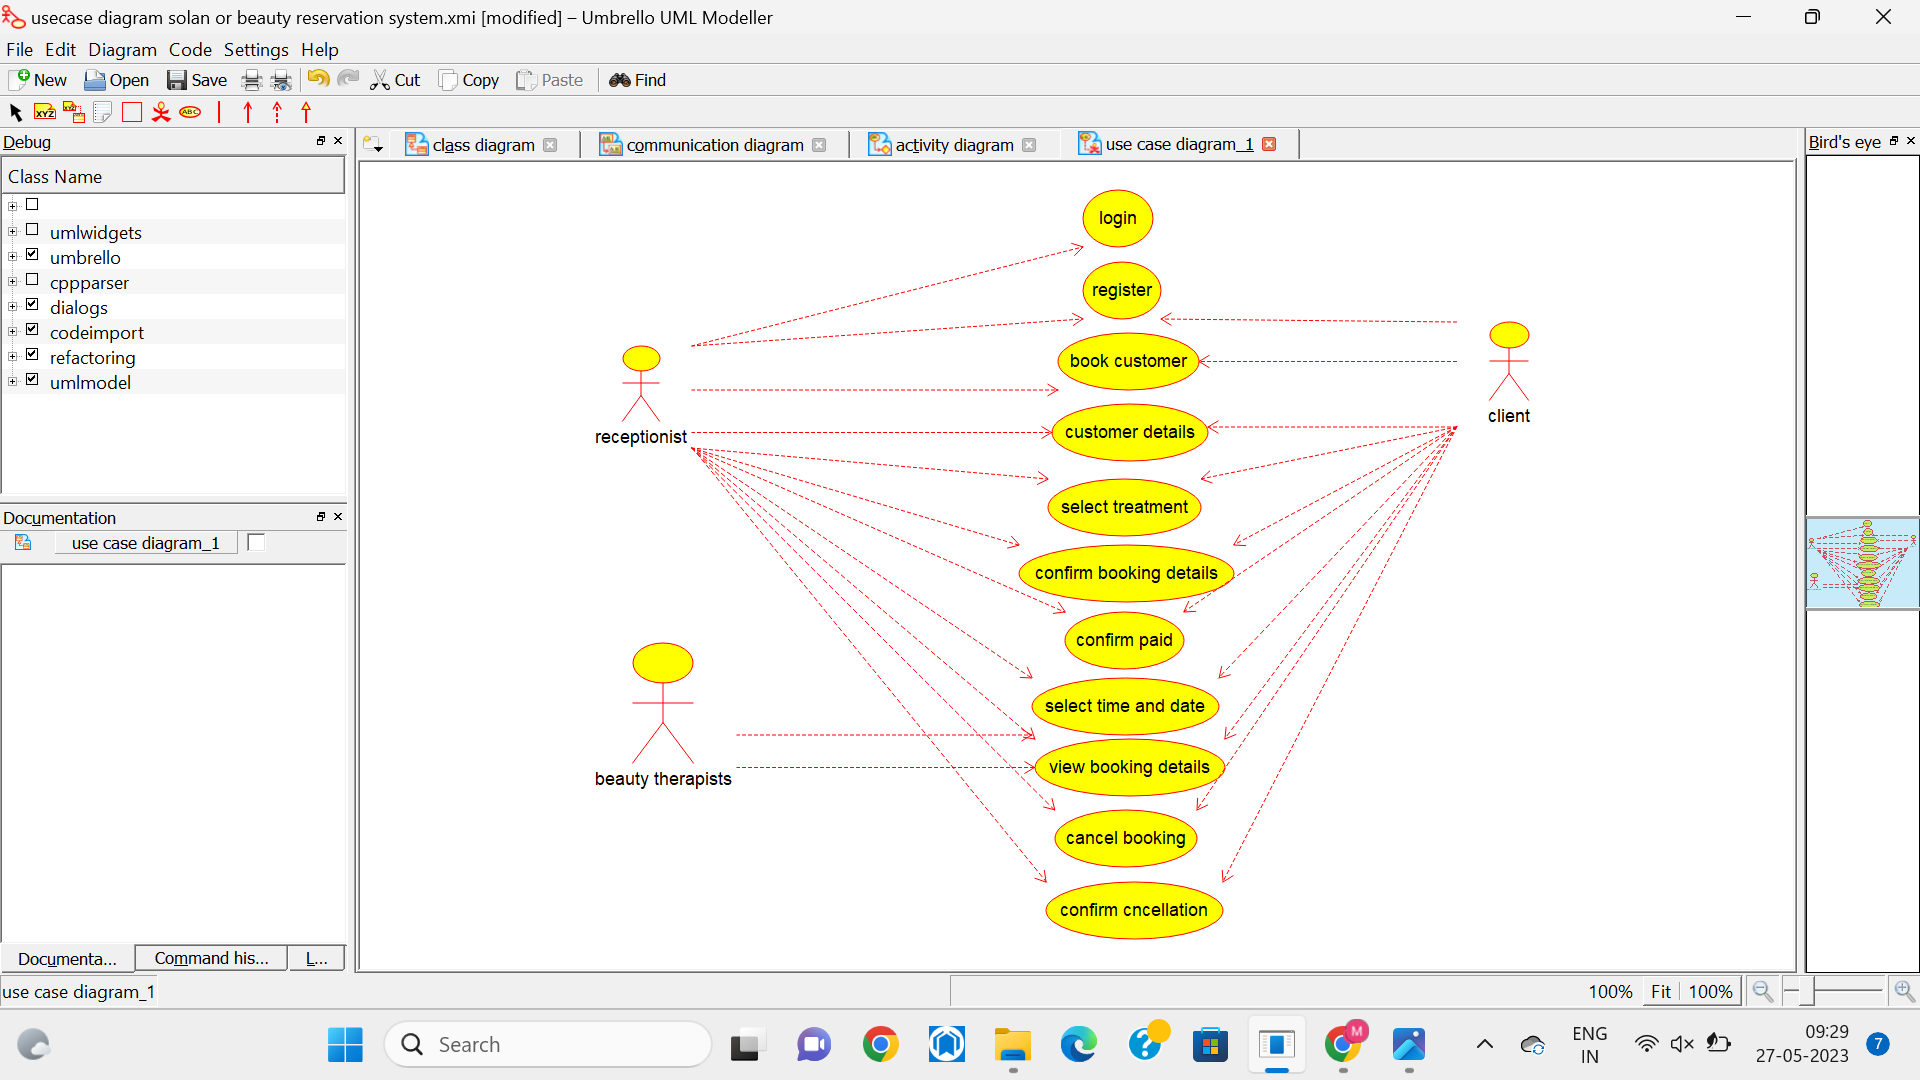 usecase diagram solan or beauty reservation system.xmi [modified] – Umbrello UML Modeller
File Edit Diagram Code Settings Help
New Open Save Cut Copy Paste Find
XYZ XYZ ABC
Debug
class diagram communication diagram activity diagram use case diagram_1
Bird's eye
Class Name
umlwidgets
umbrello
cppparser
dialogs
codeimport
refactoring
umlmodel
Documentation
use case diagram_1
login
register
book customer
customer details
select treatment
confirm booking details
confirm paid
select time and date
view booking details
cancel booking
confirm cncellation
receptionist
client
beauty therapists
Documenta... Command his... L...
use case diagram_1
100% Fit 100%
Search
M
ENG
IN
09:29
27-05-2023
7